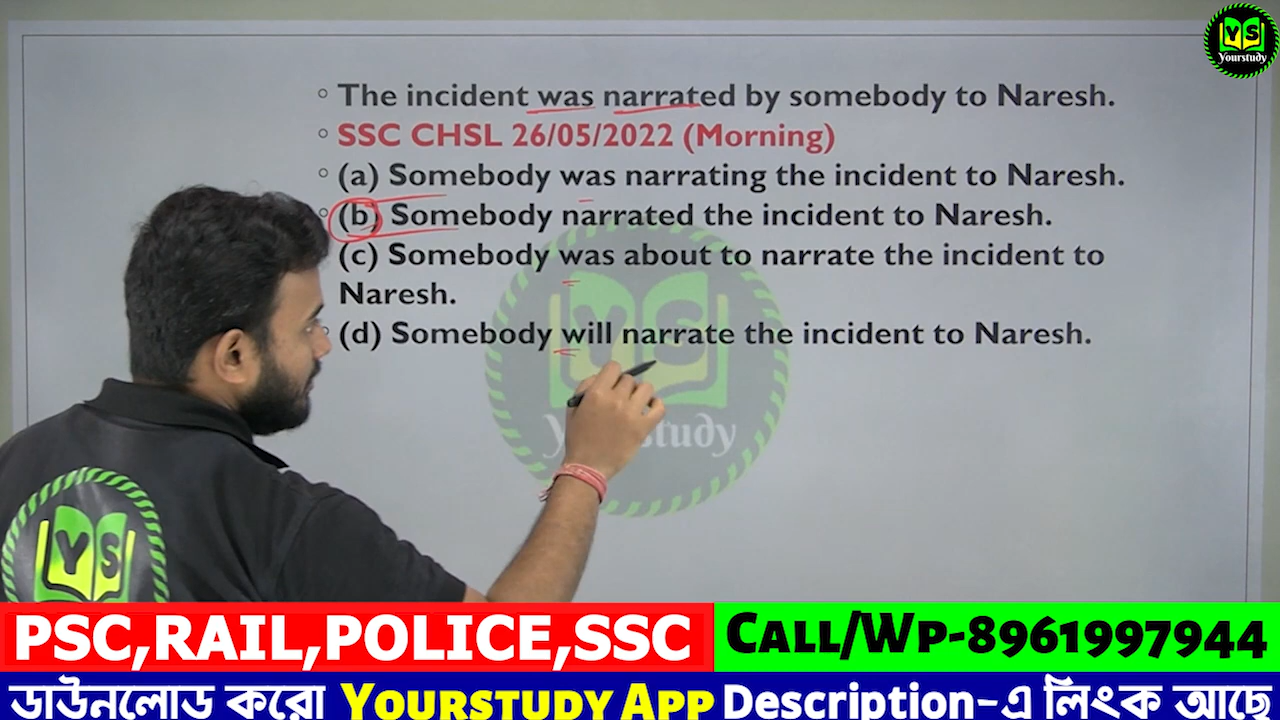 YS
Yourstudy
The incident was narrated by somebody to Naresh.
SSC CHSL 26/05/2022 (Morning)
(a) Somebody was narrating the incident to Naresh.
(b) Somebody narrated the incident to Naresh.
(c) Somebody was about to narrate the incident to
Naresh.
(d) Somebody will narrate the incident to Naresh.
YS
Yourstudy
YS
PSC,RAIL,POLICE,SSC
CALL/WP-8961997944
ডাউনলোড করো YOURSTUDY APP Description-এ লিংক আছে